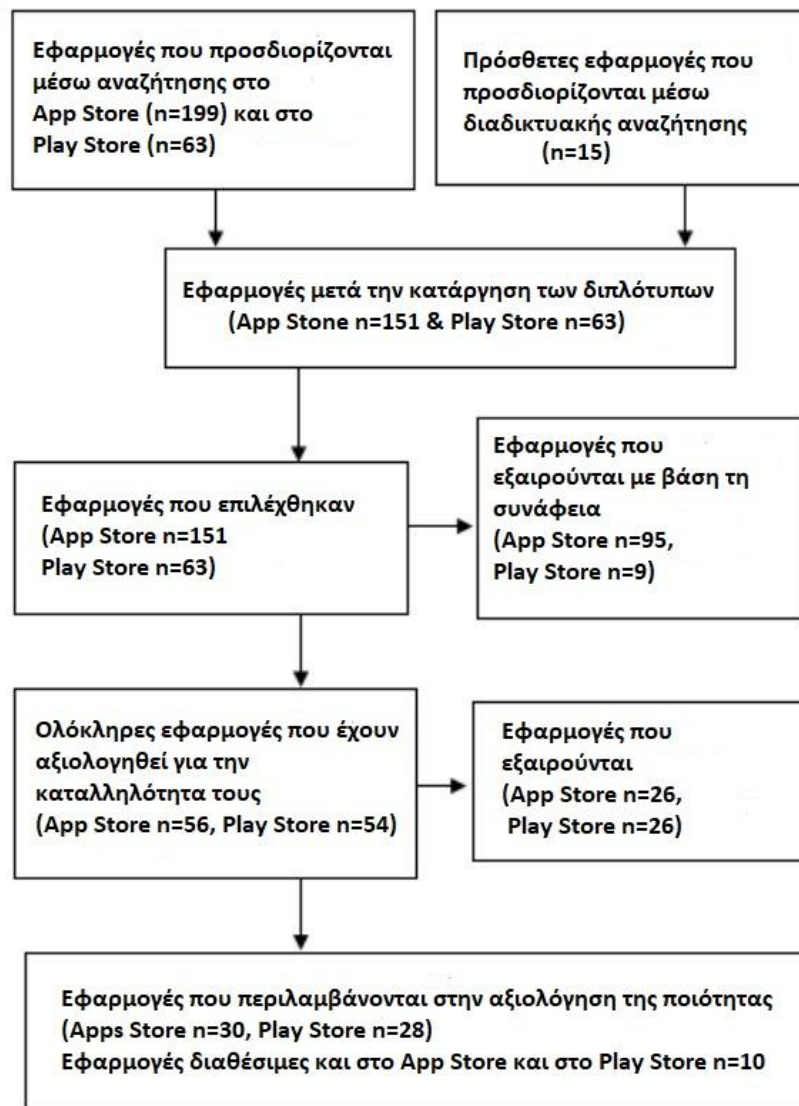 Εφαρμογές που προσδιορίζονται
μέσω αναζήτησης στο
App Store (n=199) και στο
Play Store (n=63)
Πρόσθετες εφαρμογές που
προσδιορίζονται μέσω
διαδικτυακής αναζήτησης
(n=15)
Εφαρμογές μετά την κατάργηση των διπλότυπων
(App Stone n=151 & Play Store n=63)
Εφαρμογές που επιλέχθηκαν
(App Store n=151
Play Store n=63)
Εφαρμογές που
εξαιρούνται με βάση τη
συνάφεια
(App Store n=95,
Play Store n=9)
Ολόκληρες εφαρμογές που έχουν
αξιολογηθεί για την
καταλληλότητα τους
(App Store n=56, Play Store n=54)
Εφαρμογές που
εξαιρούνται
(App Store n=26,
Play Store n=26)
Εφαρμογές που περιλαμβάνονται στην αξιολόγηση της ποιότητας
(Apps Store n=30, Play Store n=28)
Εφαρμογές διαθέσιμες και στο App Store και στο Play Store n=10